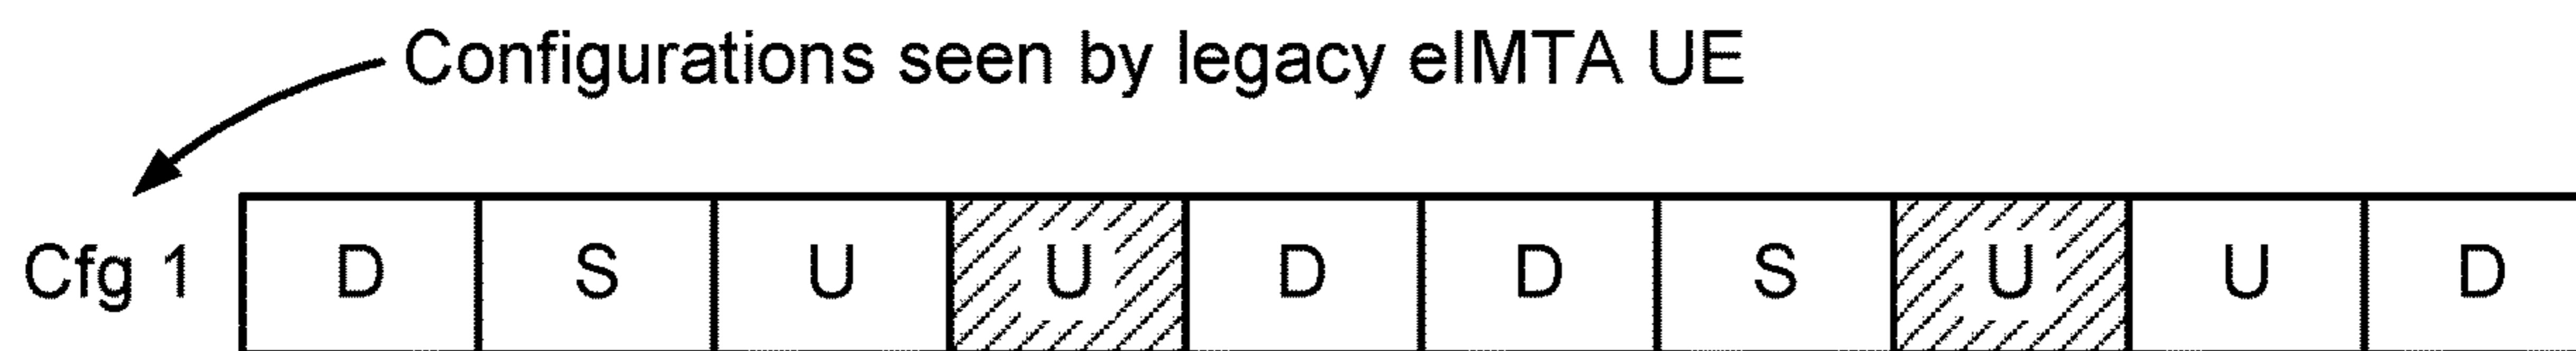 Configurations seen by legacy eIMTA UE
Cfg 1 D S U U D D S U U D